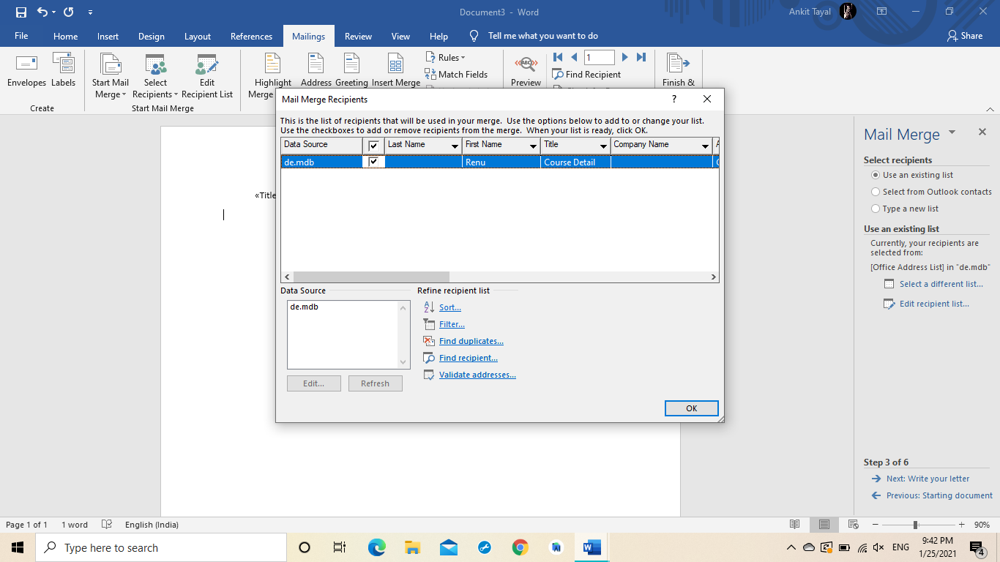 Document3 - Word
Ankit Tayal
File Home Insert Design Layout References Mailings Review View Help Tell me what you want to do Share
Envelopes Labels
Create
Start Mail Merge
Select Recipients
Edit Recipient List
Start Mail Merge
Highlight Merge
Address
Greeting
Insert Merge
Rules
Match Fields
Preview
1
Find Recipient
Finish &
Mail Merge Recipients
?
This is the list of recipients that will be used in your merge. Use the options below to add to or change your list.
Use the checkboxes to add or remove recipients from the merge. When your list is ready, click OK.
Data Source Last Name First Name Title Company Name
de.mdb Renu Course Detail
Data Source
de.mdb
Edit... Refresh
Refine recipient list
Sort...
Filter...
Find duplicates...
Find recipient...
Validate addresses...
OK
«Title
Mail Merge
Select recipients
Use an existing list
Select from Outlook contacts
Type a new list
Use an existing list
Currently, your recipients are
selected from:
[Office Address List] in "de.mdb"
Select a different list...
Edit recipient list...
Step 3 of 6
Next: Write your letter
Previous: Starting document
Page 1 of 1 1 word English (India) 90%
Type here to search
ENG
9:42 PM
1/25/2021
4